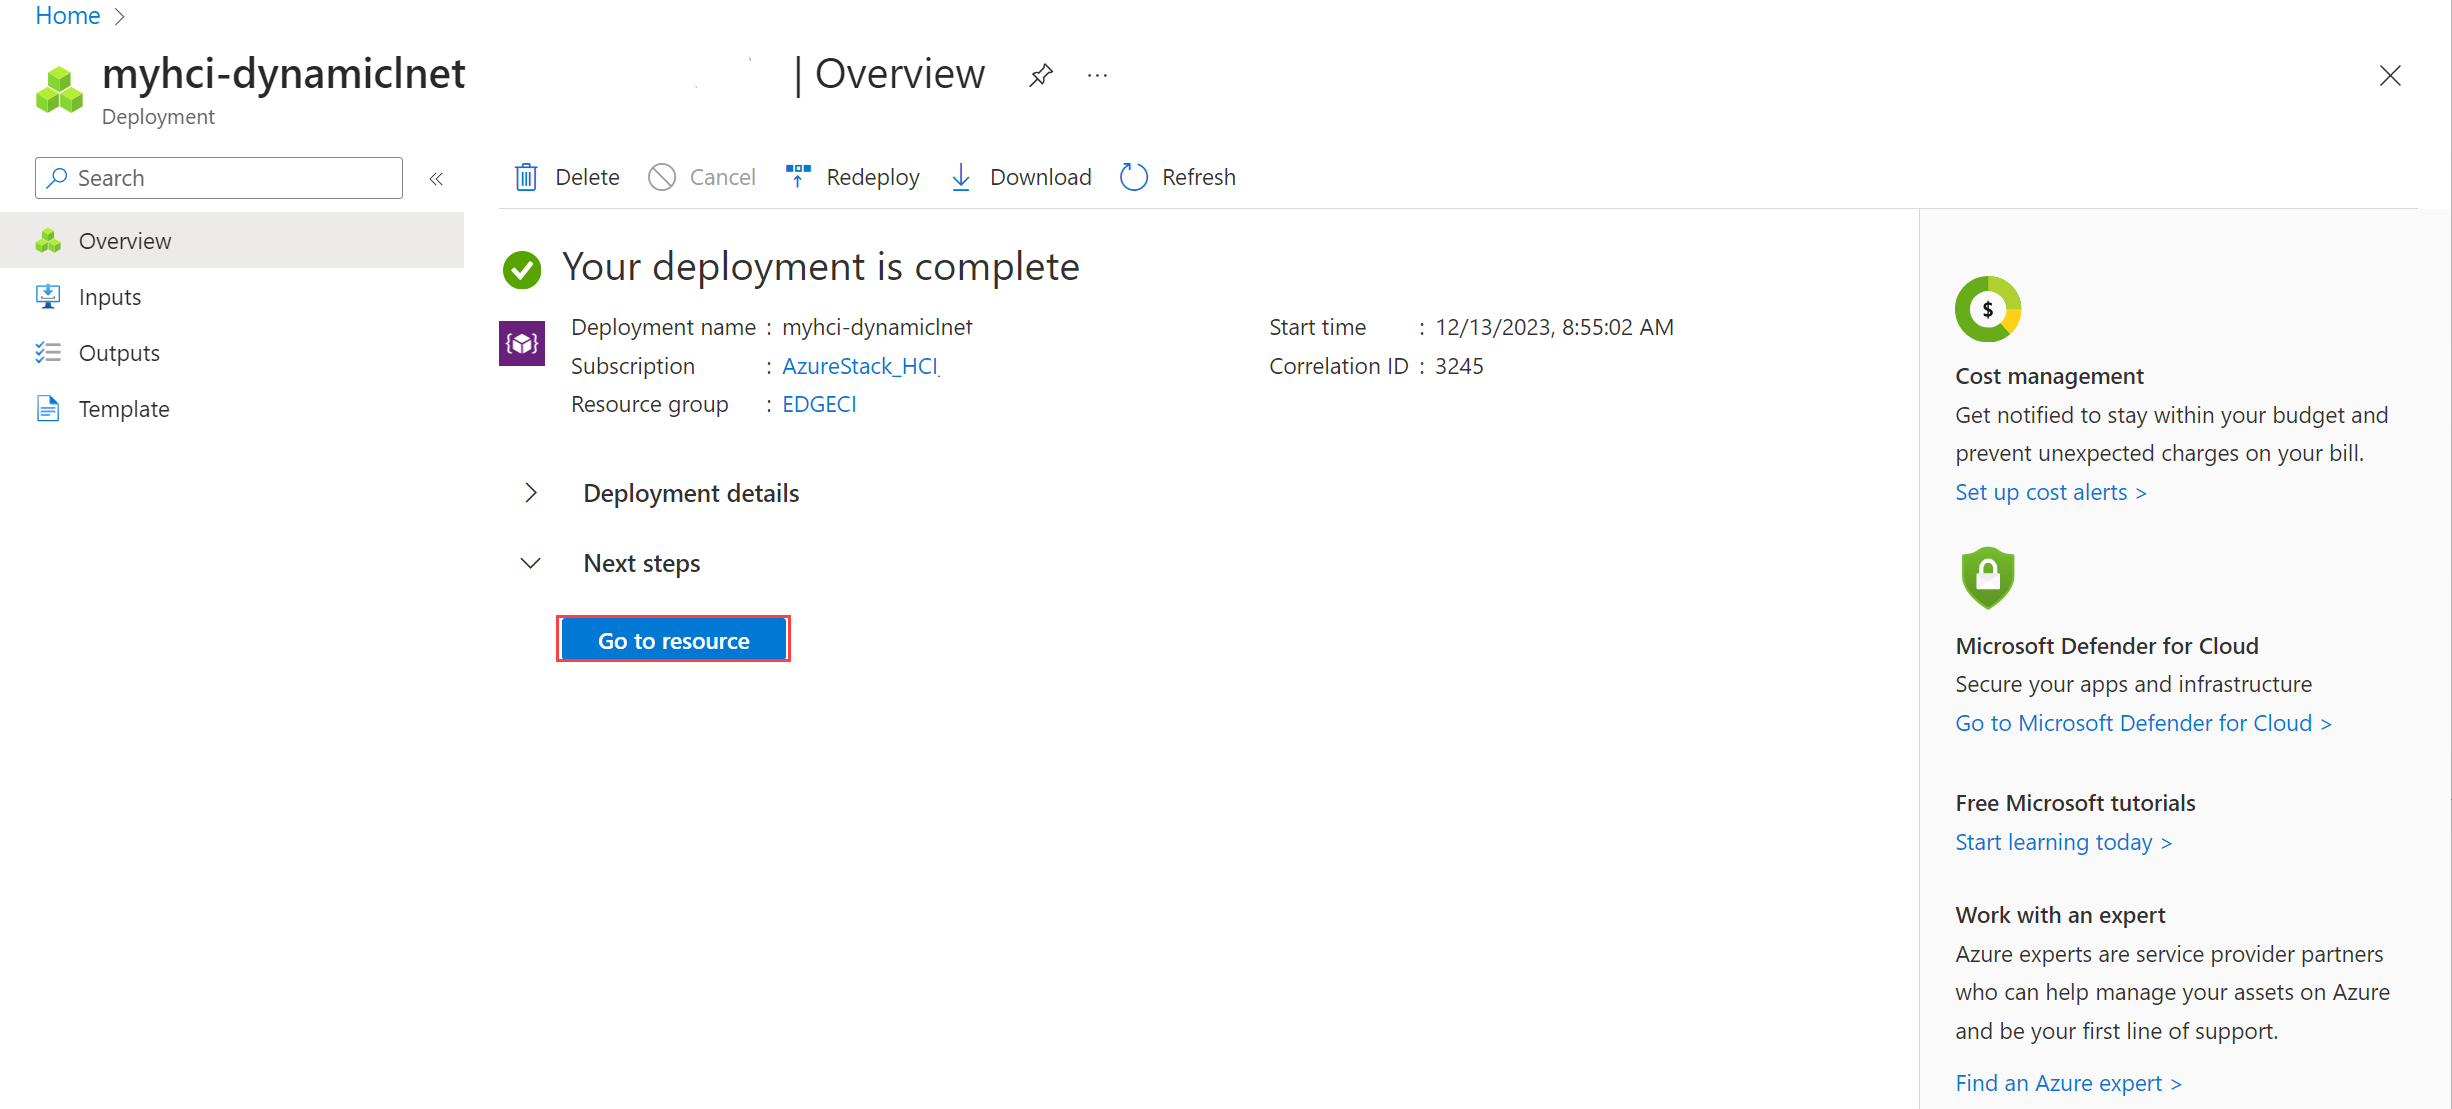 Home
myhci-dynamiclnet | Overview
Deployment
Search
Delete
Cancel
Redeploy
Download
Refresh
Overview
Inputs
Outputs
Template
Your deployment is complete
Deployment name : myhci-dynamiclnet
Subscription : AzureStack_HCI
Resource group : EDGECI
Start time : 12/13/2023, 8:55:02 AM
Correlation ID : 3245
Deployment details
Next steps
Go to resource
$
Cost management
Get notified to stay within your budget and
prevent unexpected charges on your bill.
Set up cost alerts >
Microsoft Defender for Cloud
Secure your apps and infrastructure
Go to Microsoft Defender for Cloud >
Free Microsoft tutorials
Start learning today >
Work with an expert
Azure experts are service provider partners
who can help manage your assets on Azure
and be your first line of support.
Find an Azure expert >